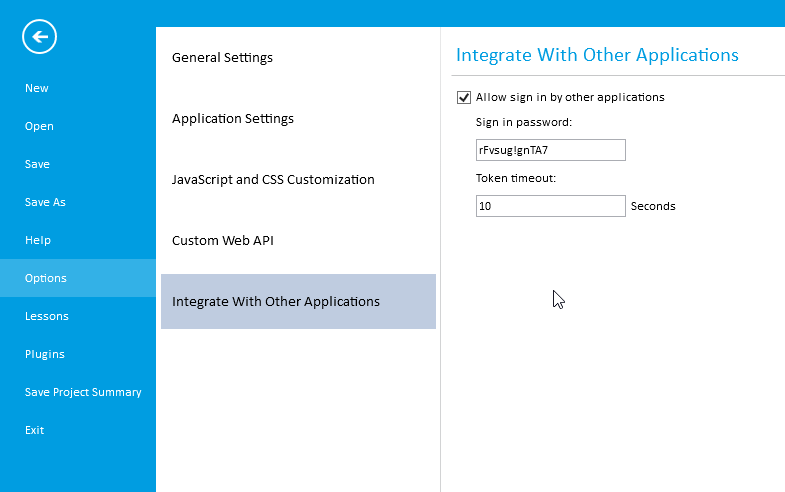 New
Open
Save
Save As
Help
Options
Lessons
Plugins
Save Project Summary
Exit
General Settings
Application Settings
JavaScript and CSS Customization
Custom Web API
Integrate With Other Applications
Integrate With Other Applications
Allow sign in by other applications
Sign in password:
rFvsug!gnTA7
Token timeout:
10 Seconds